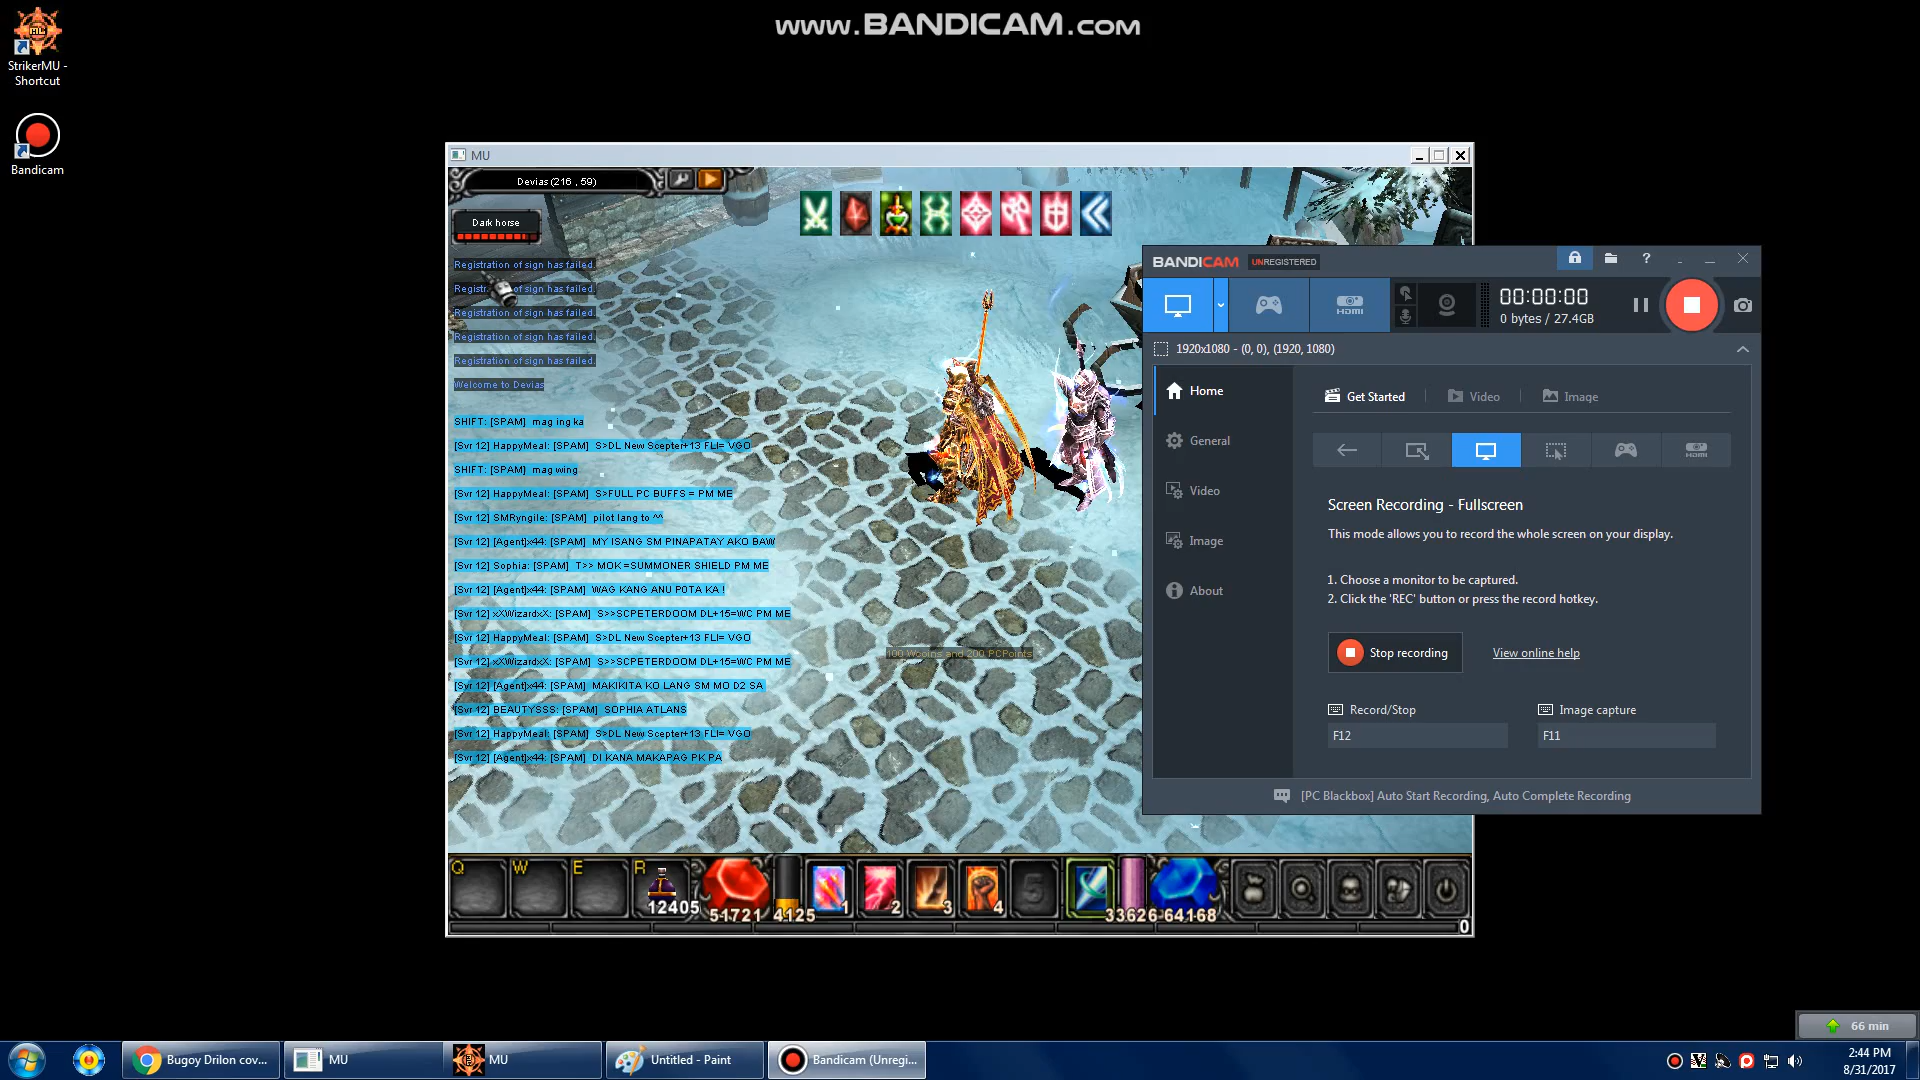 www.BANDICAM.com
StrikerMU -
Shortcut
Bandicam
MU
Devias (216 , 59)
Dark horse
Registration of sign has failed.
Registr of sign has failed.
Registration of sign has failed.
Registration of sign has failed.
Registration of sign has failed.
Welcome to Devias
SHIFT: [SPAM] mag ing ka
[Svr 12] HappyMeal: [SPAM] S>DL New Scepter+13 FLI= VGO
SHIFT: [SPAM] mag wing
[Svr 12] HappyMeal: [SPAM] S>FULL PC BUFFS = PM ME
[Svr 12] SMRyngile: [SPAM] pilot lang to ^^
[Svr 12] [Agent]x44: [SPAM] MY ISANG SM PINAPATAY AKO BAW
[Svr 12] Sophia: [SPAM] T>> MOK =SUMMONER SHIELD PM ME
[Svr 12] [Agent]x44: [SPAM] WAG KANG ANU P0TA KA !
[Svr 12] xXWizardxX: [SPAM] S>>SCPETERDOOM DL+15=WC PM ME
[Svr 12] HappyMeal: [SPAM] S>DL New Scepter+13 FLI= VGO
[Svr 12] xXWizardxX: [SPAM] S>>SCPETERDOOM DL+15=WC PM ME
[Svr 12] [Agent]x44: [SPAM] MAKIKITA KO LANG SM MO D2 SA
[Svr 12] BEAUTYSSS: [SPAM] SOPHIA ATLANS
[Svr 12] HappyMeal: [SPAM] S>DL New Scepter+13 FLI= VGO
[Svr 12] [Agent]x44: [SPAM] DI KANA MAKAPAG PK PA
100 Wcoins and 200 PCPoints
Q W E R
12405 51721 4125 1 2 3 4 5 33626 64168
0
BANDICAM UNREGISTERED
HDMI
00:00:00
0 bytes / 27.4GB
1920x1080 - (0, 0), (1920, 1080)
Home
General
Video
Image
About
Get Started Video Image
HDMI
Screen Recording - Fullscreen
This mode allows you to record the whole screen on your display.
1. Choose a monitor to be captured.
2. Click the 'REC' button or press the record hotkey.
Stop recording View online help
Record/Stop Image capture
F12 F11
[PC Blackbox] Auto Start Recording, Auto Complete Recording
66 min
Bugoy Drilon cov... MU MU Untitled - Paint Bandicam (Unregi...
2:44 PM
8/31/2017